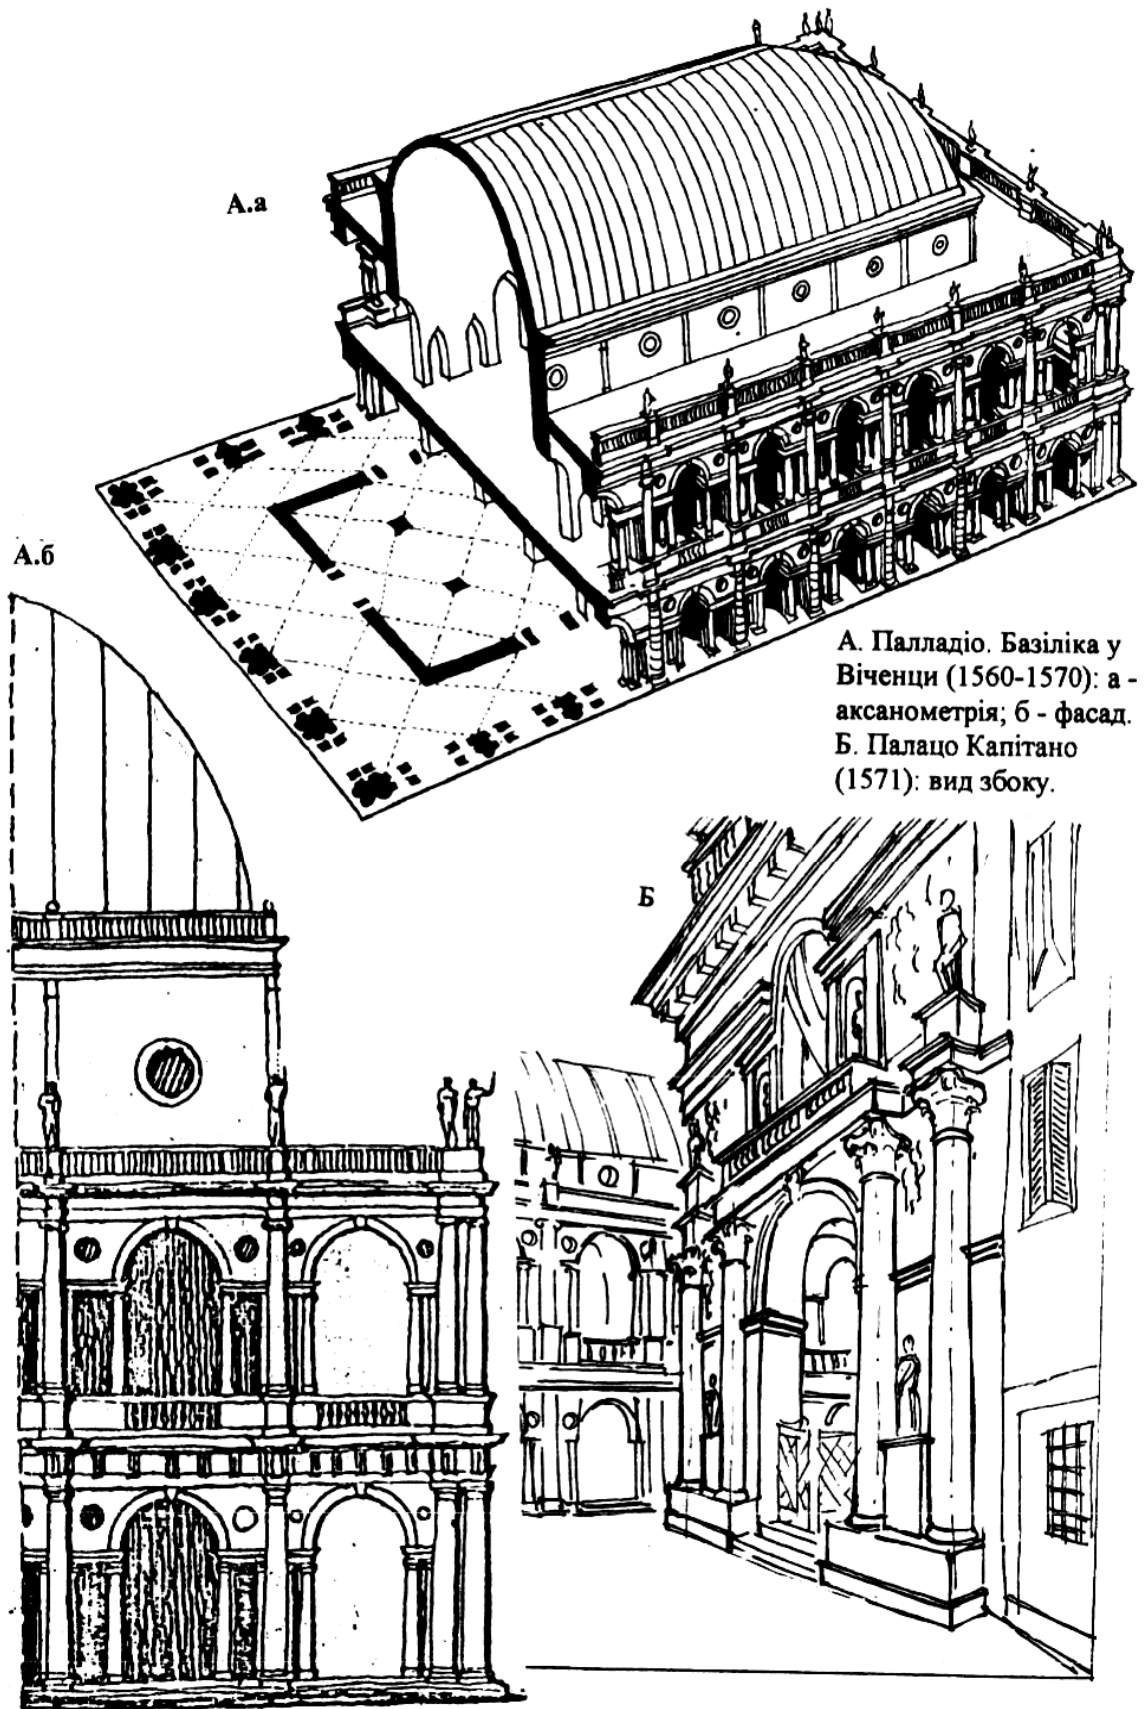 А.а
А.б
А. Палладіо. Базіліка у
Віченци (1560-1570): а -
аксанометрія; б - фасад.
Б. Палацо Капітано
(1571): вид збоку.
Б